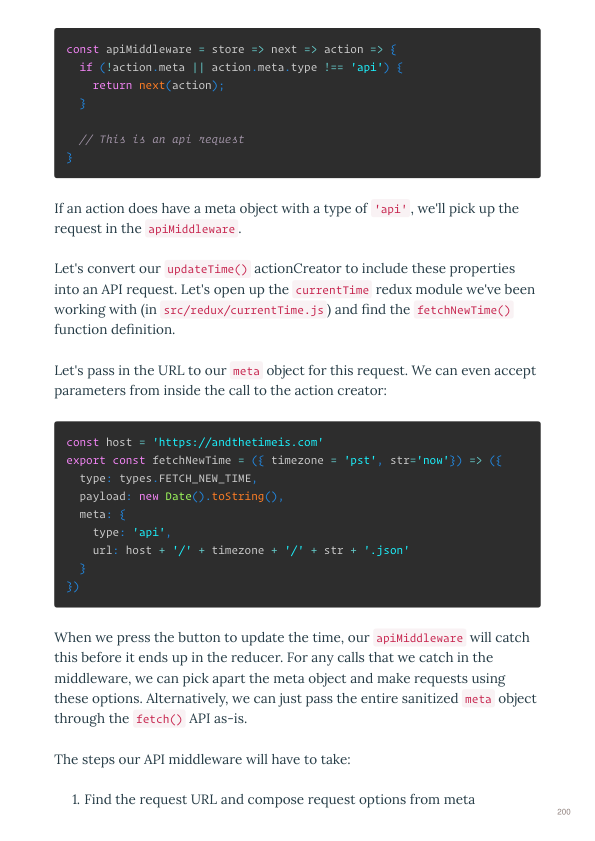 const apiMiddleware = store => next => action => {
  if (!action.meta || action.meta.type !== 'api') {
    return next(action);
  }

  // This is an api request
}
If an action does have a meta object with a type of 'api', we'll pick up the
request in the apiMiddleware.
Let's convert our updateTime() actionCreator to include these properties
into an API request. Let's open up the currentTime redux module we've been
working with (in src/redux/currentTime.js) and find the fetchNewTime()
function definition.
Let's pass in the URL to our meta object for this request. We can even accept
parameters from inside the call to the action creator:
const host = 'https://andthetimeis.com'
export const fetchNewTime = ({ timezone = 'pst', str='now'}) => ({
  type: types.FETCH_NEW_TIME,
  payload: new Date().toString(),
  meta: {
    type: 'api',
    url: host + '/' + timezone + '/' + str + '.json'
  }
})
When we press the button to update the time, our apiMiddleware will catch
this before it ends up in the reducer. For any calls that we catch in the
middleware, we can pick apart the meta object and make requests using
these options. Alternatively, we can just pass the entire sanitized meta object
through the fetch() API as-is.
The steps our API middleware will have to take:
1. Find the request URL and compose request options from meta
200